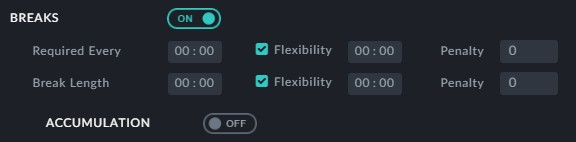 BREAKS ON
Required Every 00 : 00 Flexibility 00 : 00 Penalty 0
Break Length 00 : 00 Flexibility 00 : 00 Penalty 0
ACCUMULATION OFF